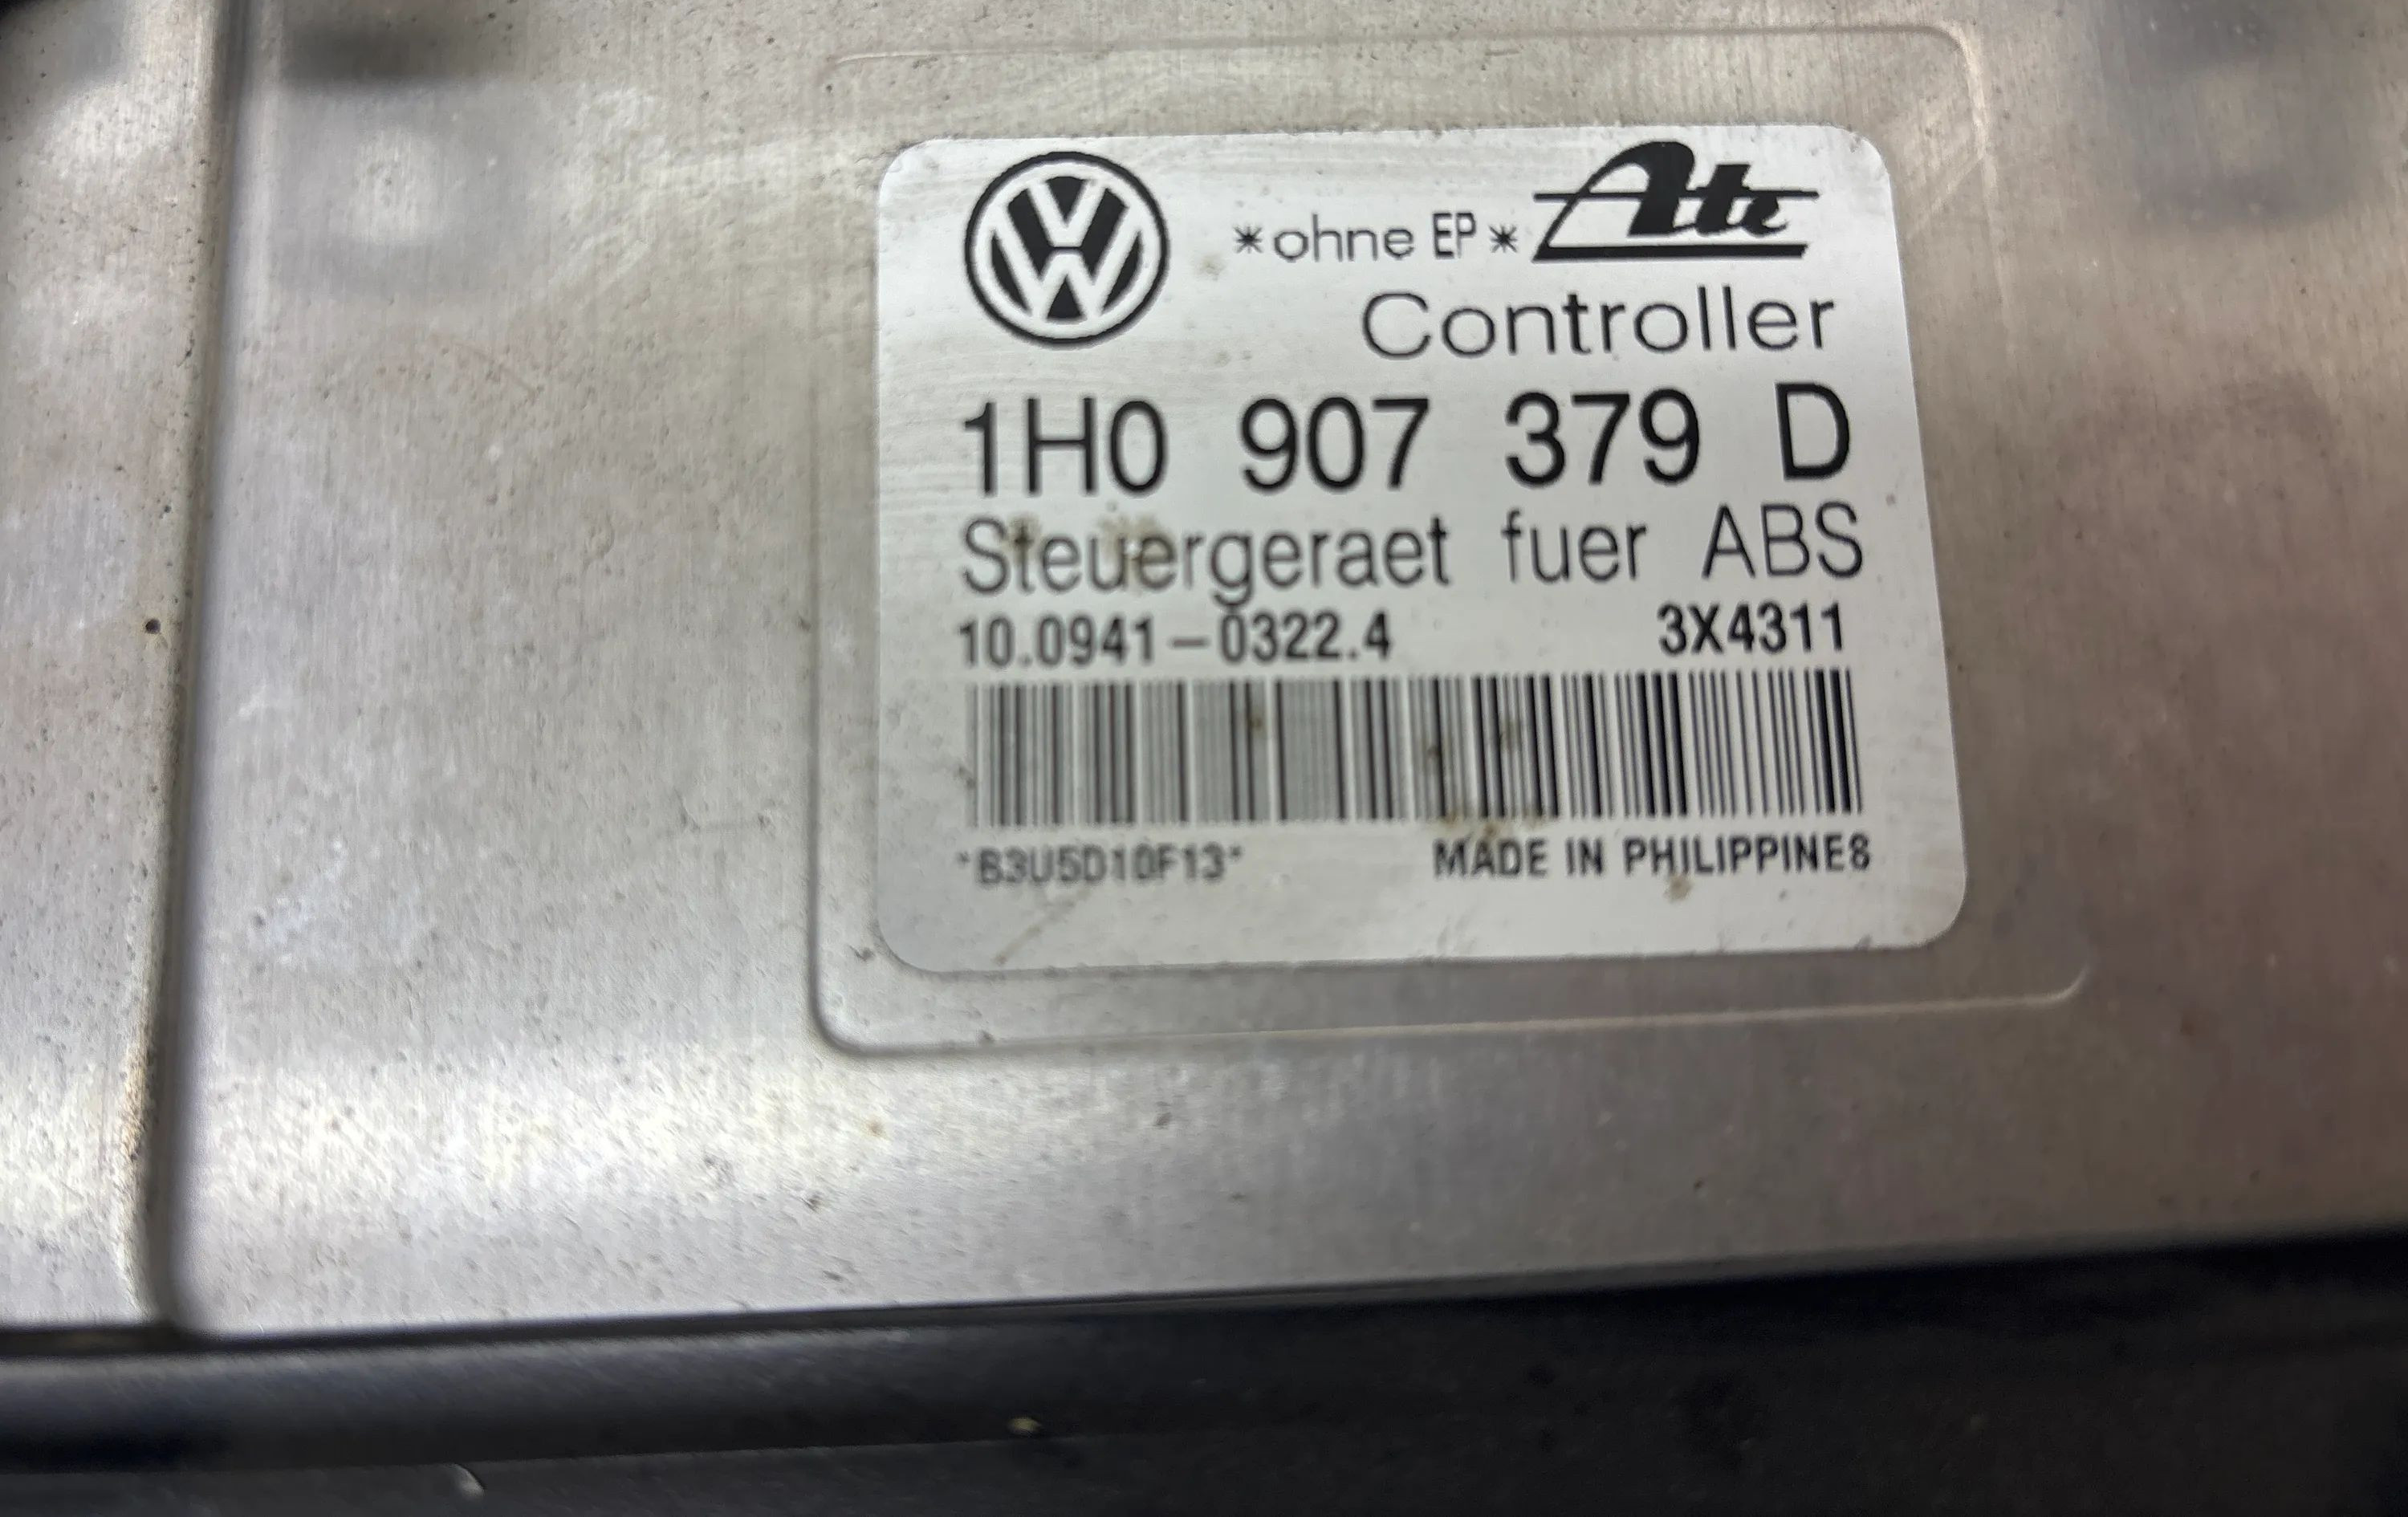 *ohne EP* Ate
Controller
1H0 907 379 D
Steuergeraet fuer ABS
10.0941-0322.4 3X4311
*B3U5D10F13* MADE IN PHILIPPINES